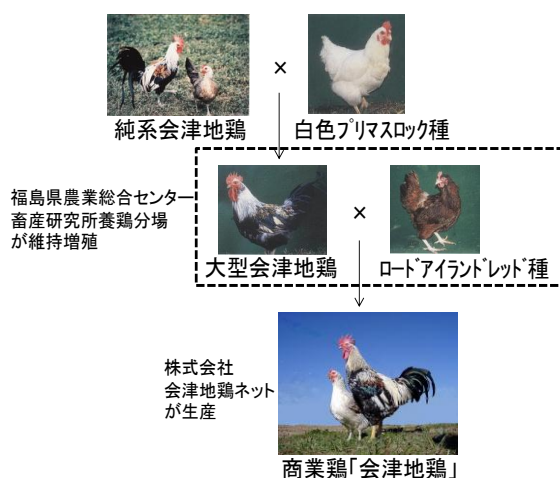 ×
純系会津地鶏
白色プリマスロック種
福島県農業総合センター
畜産研究所養鶏分場
が維持増殖
×
大型会津地鶏
ロードアイランドレッド種
株式会社
会津地鶏ネット
が生産
商業鶏「会津地鶏」